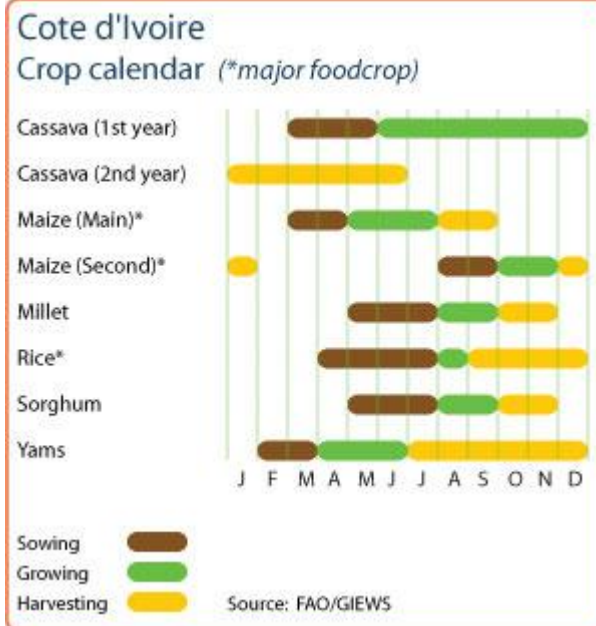 Cote d'Ivoire
Crop calendar (*major foodcrop)
Cassava (1st year)
Cassava (2nd year)
Maize (Main)*
Maize (Second)*
Millet
Rice*
Sorghum
Yams
J F M A M J J A S O N D
Sowing
Growing
Harvesting
Source: FAO/GIEWS